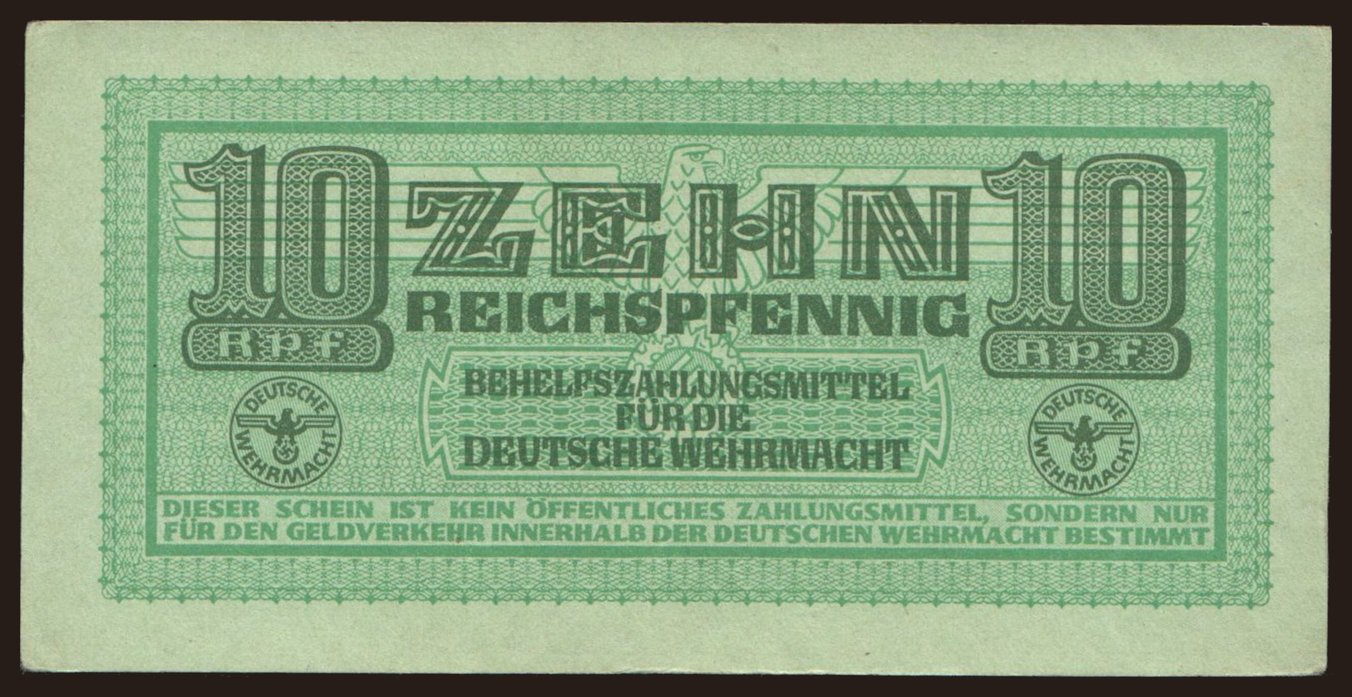 10 ZEHN 10
REICHSPFENNIG
Rpf Rpf
BEHELFSZAHLUNGSMITTEL
FÜR DIE
DEUTSCHE WEHRMACHT
DEUTSCHE WEHRMACHT
DEUTSCHE WEHRMACHT
DIESER SCHEIN IST KEIN ÖFFENTLICHES ZAHLUNGSMITTEL, SONDERN NUR
FÜR DEN GELDVERKEHR INNERHALB DER DEUTSCHEN WEHRMACHT BESTIMMT